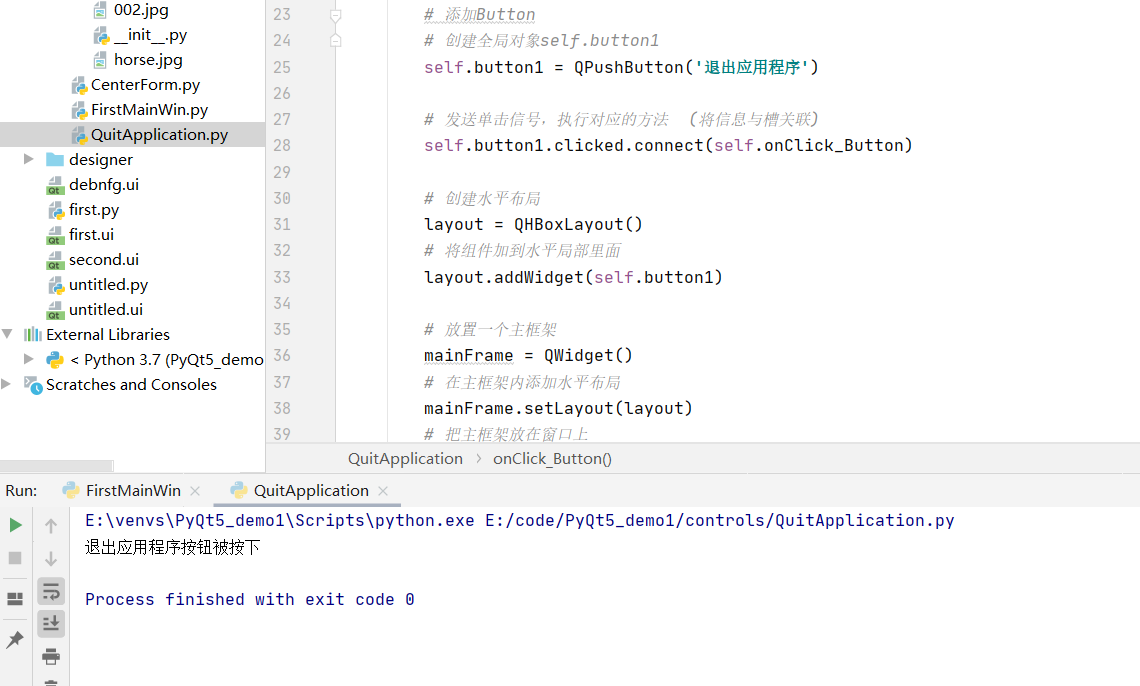 002.jpg
__init__.py
horse.jpg
CenterForm.py
FirstMainWin.py
QuitApplication.py
designer
debnfg.ui
first.py
first.ui
second.ui
untitled.py
untitled.ui
External Libraries
< Python 3.7 (PyQt5_demo
Scratches and Consoles
23 # 添加Button
24 # 创建全局对象self.button1
25 self.button1 = QPushButton('退出应用程序')
26
27 # 发送单击信号，执行对应的方法 （将信息与槽关联）
28 self.button1.clicked.connect(self.onClick_Button)
29
30 # 创建水平布局
31 layout = QHBoxLayout()
32 # 将组件加到水平局部里面
33 layout.addWidget(self.button1)
34
35 # 放置一个主框架
36 mainFrame = QWidget()
37 # 在主框架内添加水平布局
38 mainFrame.setLayout(layout)
39 # 把主框架放在窗口上
QuitApplication › onClick_Button()
Run: FirstMainWin × QuitApplication ×
E:\venvs\PyQt5_demo1\Scripts\python.exe E:/code/PyQt5_demo1/controls/QuitApplication.py
退出应用程序按钮被按下
Process finished with exit code 0